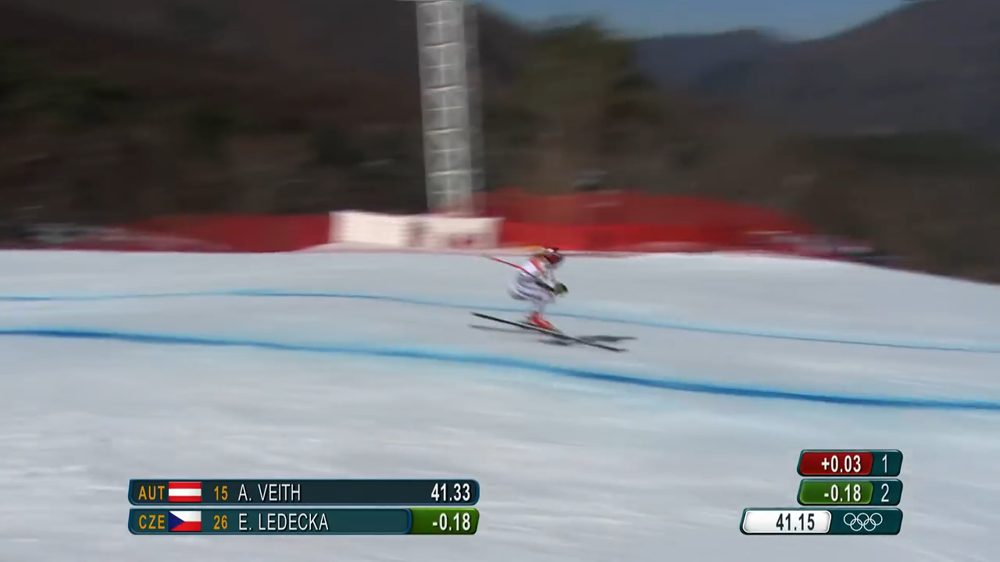 AUT 15 A. VEITH 41.33
CZE 26 E. LEDECKA -0.18
+0.03 1
-0.18 2
41.15